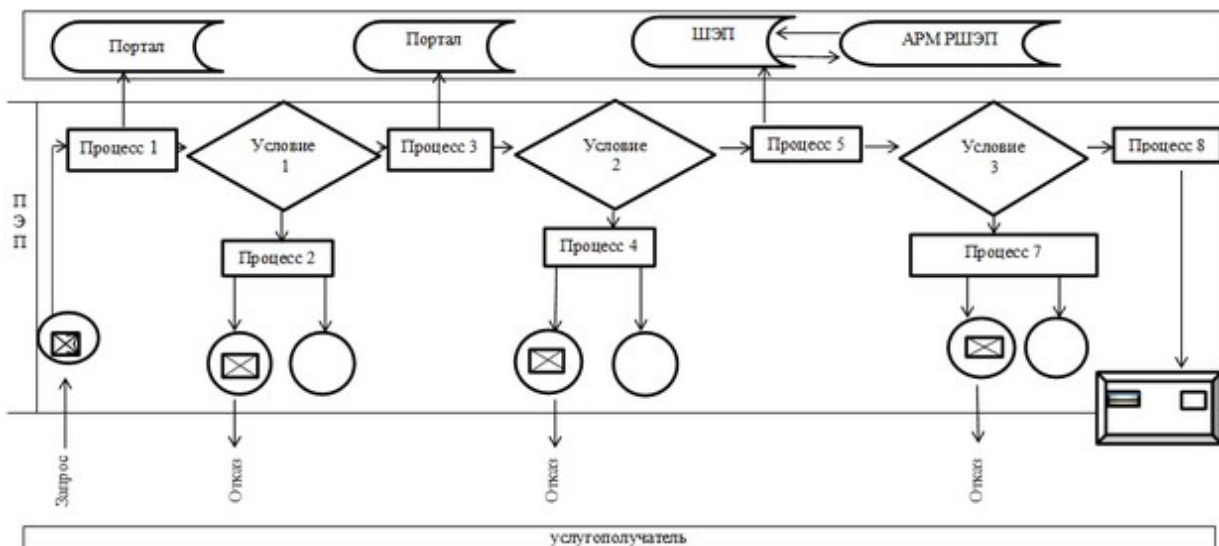 Портал
Портал
ШЭП
АРМ РШЭП
Процесс 1
Условие
1
Процесс 3
Условие
2
Процесс 5
Условие
3
Процесс 8
П
Э
П
Процесс 2
Процесс 4
Процесс 7
Запрос
Отказ
Отказ
Отказ
услугополучатель